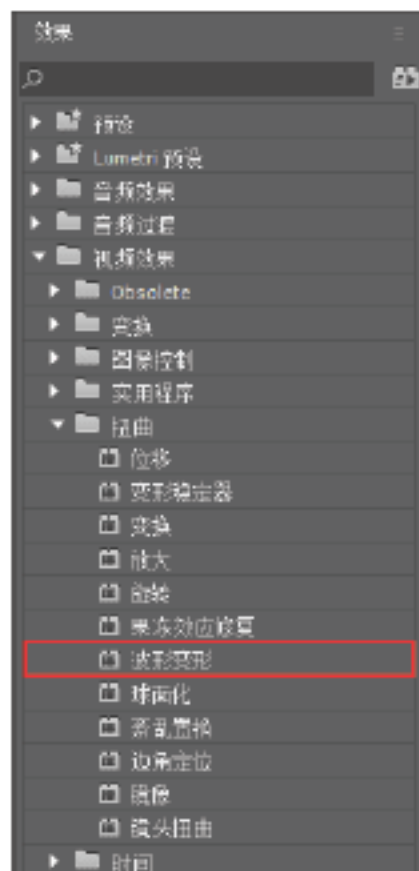 效果
预设
Lumetri 预设
音频效果
音频过渡
视频效果
Obsolete
变换
图像控制
实用程序
扭曲
位移
变形稳定器
变换
放大
旋转
果冻效应修复
波形变形
球面化
紊乱置换
边角定位
镜像
镜头扭曲
时间